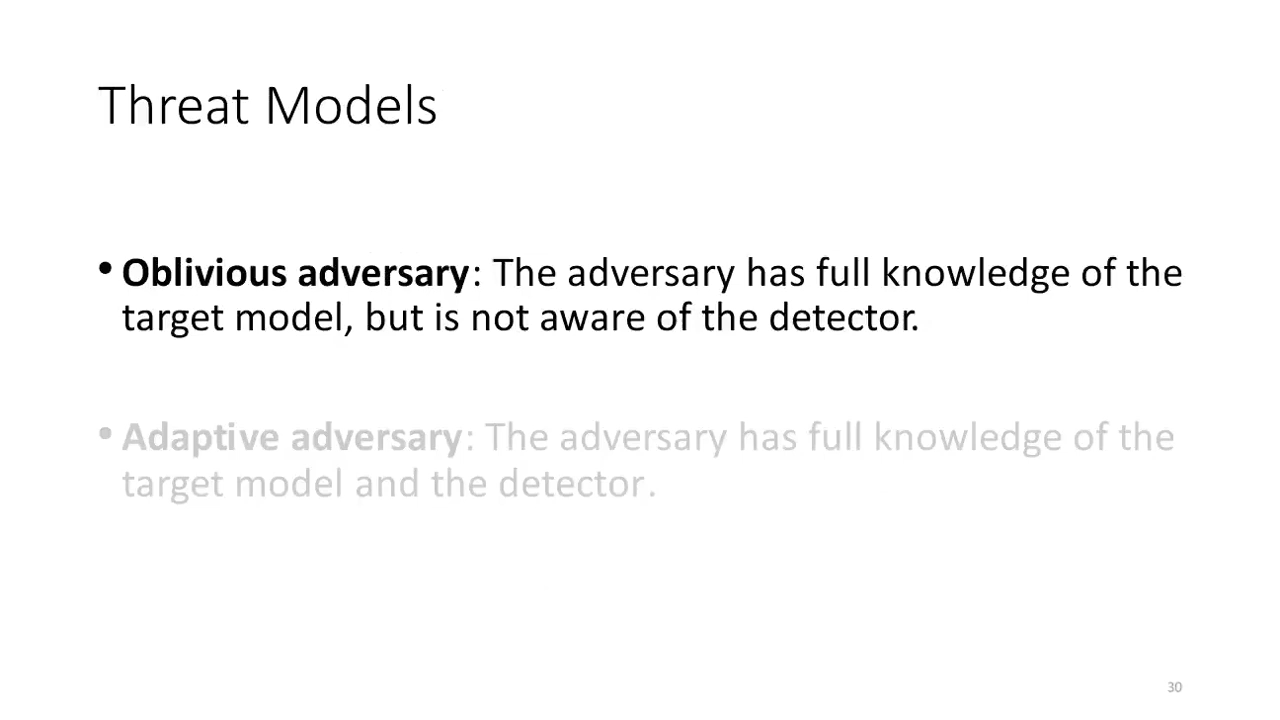 Threat Models
• Oblivious adversary: The adversary has full knowledge of the
target model, but is not aware of the detector.
• Adaptive adversary: The adversary has full knowledge of the
target model and the detector.
30